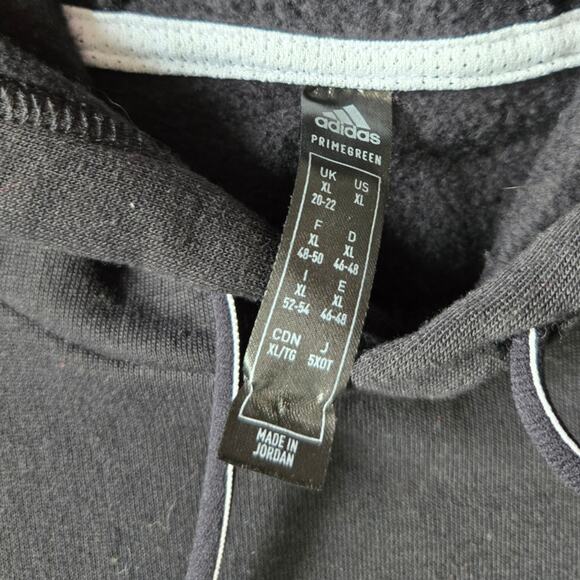 adidas
PRIMEGREEN
UK US
XL XL
20-22
F D
XL XL
48-50 46-48
I E
XL XL
52-54 46-48
CDN J
XL/TG 5XOT
MADE IN
JORDAN